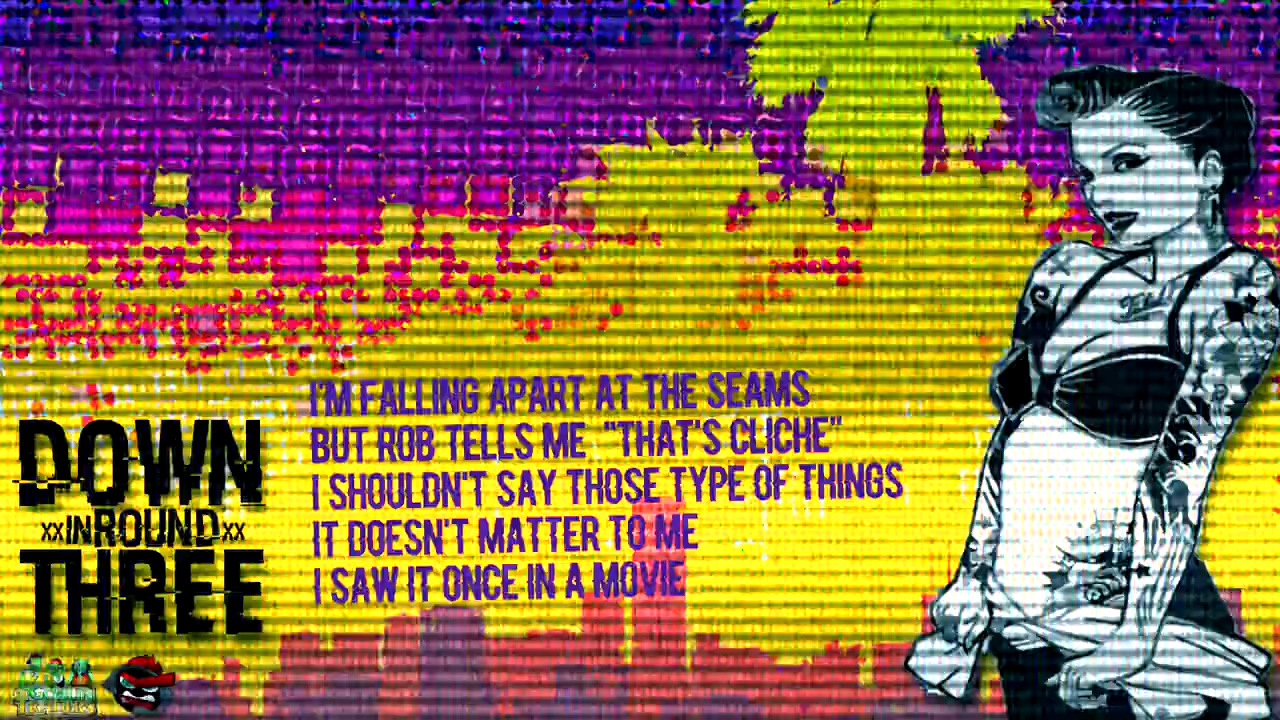 I'M FALLING APART AT THE SEAMS
BUT ROB TELLS ME "THAT'S CLICHE"
I SHOULDN'T SAY THOSE TYPE OF THINGS
IT DOESN'T MATTER TO ME
I SAW IT ONCE IN A MOVIE
DOWN
xxINROUNDxx
THREE